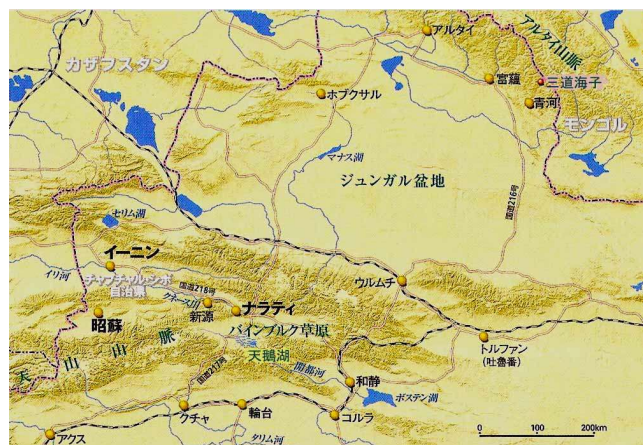 アルタイ
アルタイ山脈
カザフスタン
富蘊
三道海子
ホブクサル
青河
モンゴル
マナス湖
ジュンガル盆地
国道216号
セリム湖
イーニン
イリ河
チャプチャル・シボ
自治県
国道218号
ウルムチ
クネース川
新源
ナラティ
昭蘇
バインブルク草原
天山山脈
天鵝湖
トルファン
(吐魯番)
国道217号
開都河
和静
ボステン湖
クチャ
輪台
コルラ
アクス
タリム河
0 100 200km